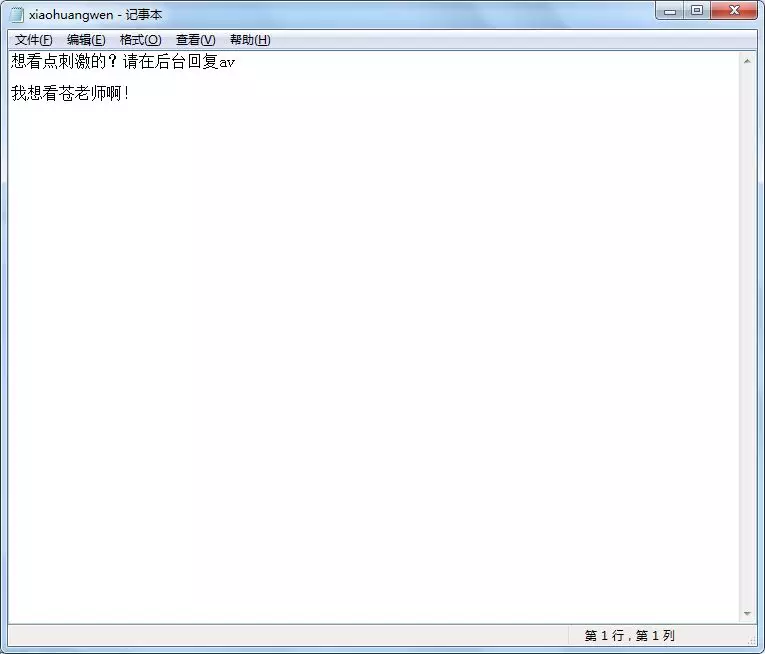 xiaohuangwen - 记事本
文件(F) 编辑(E) 格式(O) 查看(V) 帮助(H)
想看点刺激的？请在后台回复av
我想看苍老师啊！
第 1 行，第 1 列